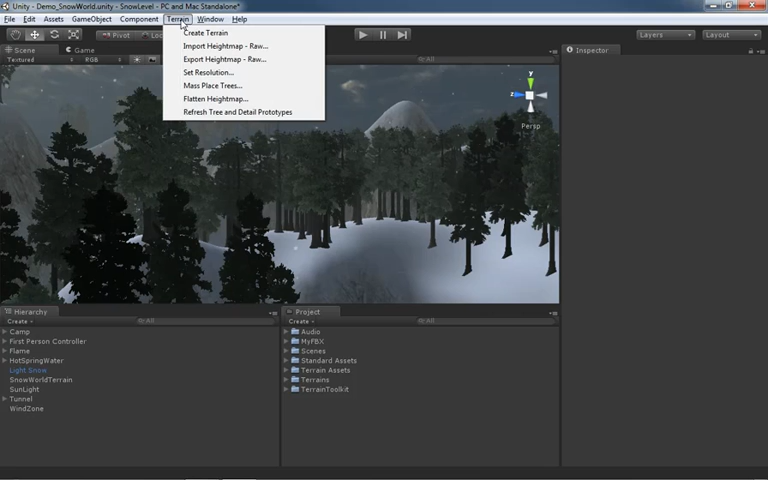 Unity - Demo_SnowWorld.unity - SnowLevel - PC and Mac Standalone*
File Edit Assets GameObject Component Terrain Window Help
Pivot Loc Layers Layout
Create Terrain
Import Heightmap - Raw...
Export Heightmap - Raw...
Set Resolution...
Mass Place Trees...
Flatten Heightmap...
Refresh Tree and Detail Prototypes
Scene Game Inspector
Textured RGB
y
z
Persp
Hierarchy
Create All
Camp
First Person Controller
Flame
HotSpringWater
Light Snow
SnowWorldTerrain
SunLight
Tunnel
WindZone
Project
Create All
Audio
MyFBX
Scenes
Standard Assets
Terrain Assets
Terrains
TerrainToolkit